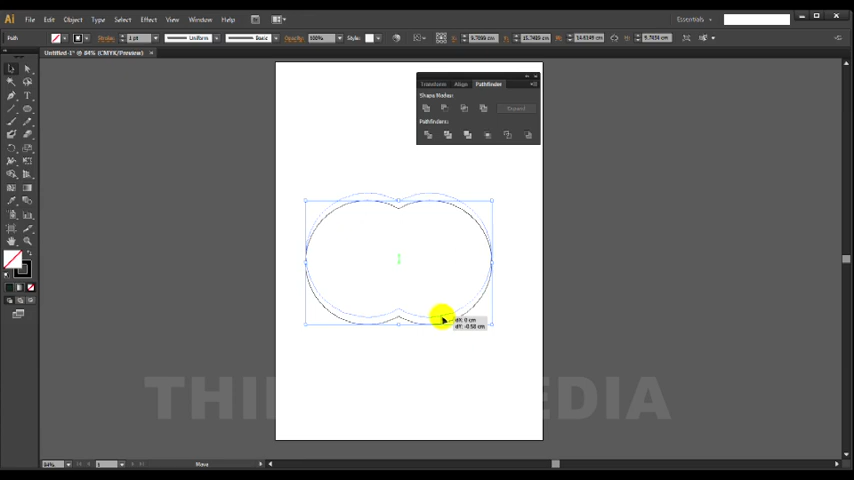 Ai File Edit Object Type Select Effect View Window Help Essentials
Path Stroke: 1 pt Uniform Basic Opacity: 100% Style:
Untitled-1* @ 84% (CMYK/Preview)
Transform Align Pathfinder
Shape Modes:
Expand
Pathfinders:
dX: 0 cm
dY: -0.58 cm
EDIA
84% 1 Move